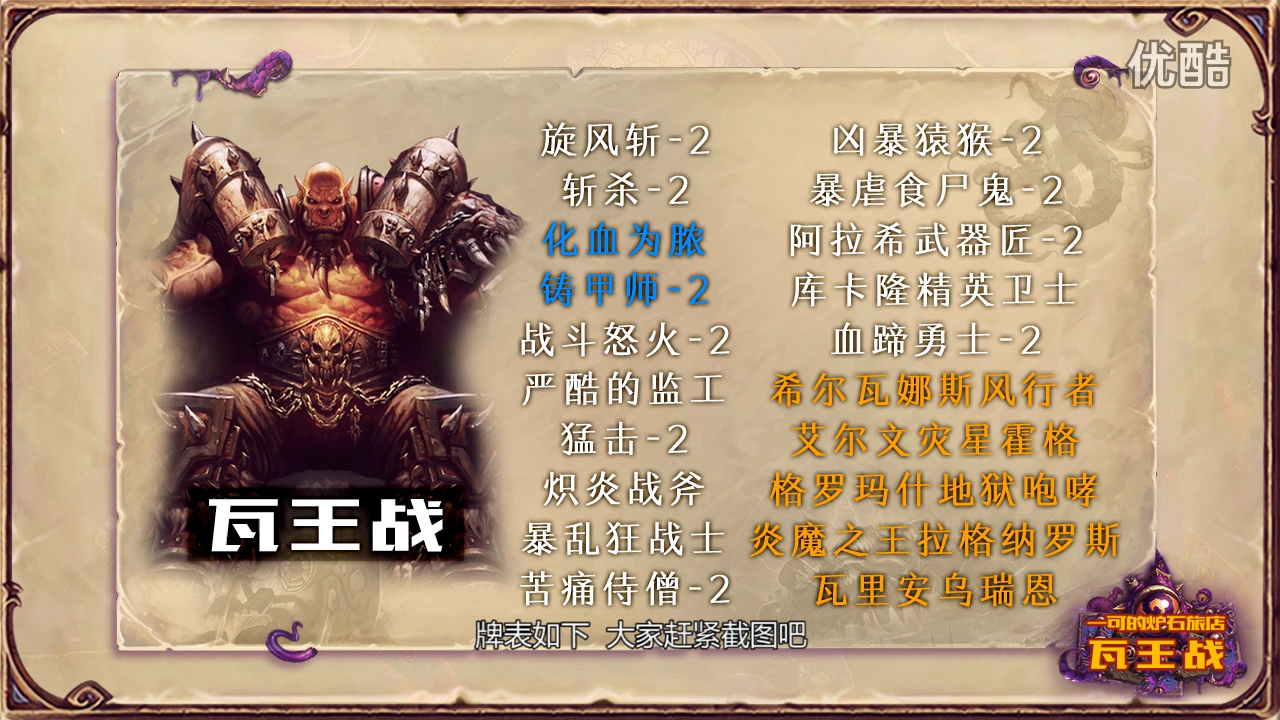 优酷
旋风斩-2
斩杀-2
化血为脓
铸甲师-2
战斗怒火-2
严酷的监工
猛击-2
炽炎战斧
暴乱狂战士
苦痛侍僧-2
凶暴猿猴-2
暴虐食尸鬼-2
阿拉希武器匠-2
库卡隆精英卫士
血蹄勇士-2
希尔瓦娜斯风行者
艾尔文灾星霍格
格罗玛什地狱咆哮
炎魔之王拉格纳罗斯
瓦里安乌瑞恩
瓦王战
牌表如下 大家赶紧截图吧
一可的炉石旅店
瓦王战